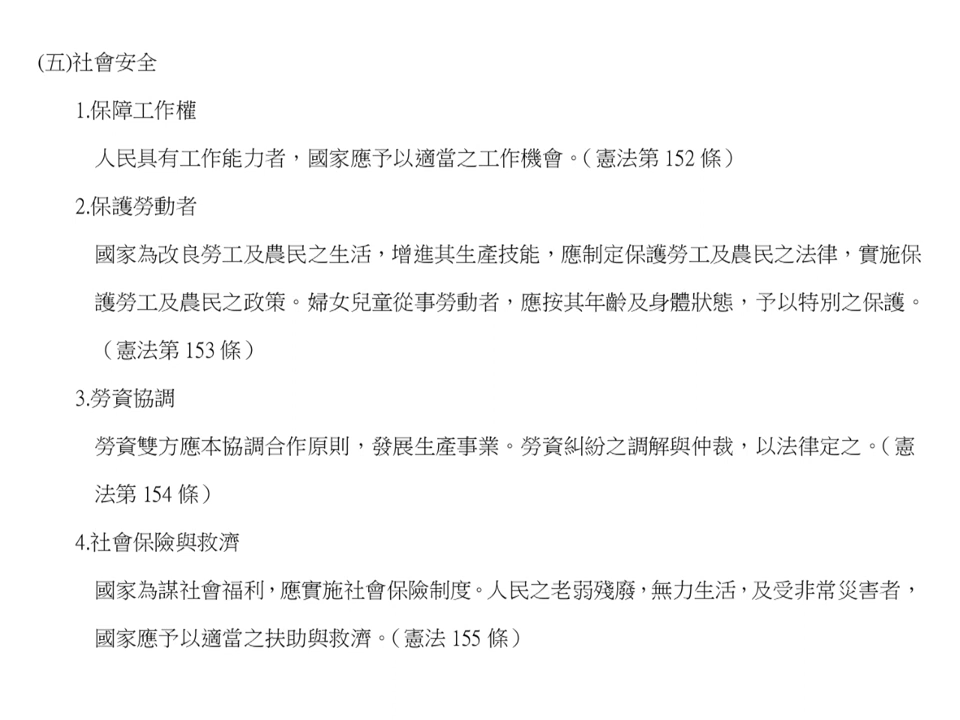 (五)社會安全
1.保障工作權
人民具有工作能力者，國家應予以適當之工作機會。（憲法第 152 條）
2.保護勞動者
國家為改良勞工及農民之生活，增進其生產技能，應制定保護勞工及農民之法律，實施保
護勞工及農民之政策。婦女兒童從事勞動者，應按其年齡及身體狀態，予以特別之保護。
（憲法第 153 條）
3.勞資協調
勞資雙方應本協調合作原則，發展生產事業。勞資糾紛之調解與仲裁，以法律定之。（憲
法第 154 條）
4.社會保險與救濟
國家為謀社會福利，應實施社會保險制度。人民之老弱殘廢，無力生活，及受非常災害者，
國家應予以適當之扶助與救濟。（憲法 155 條）